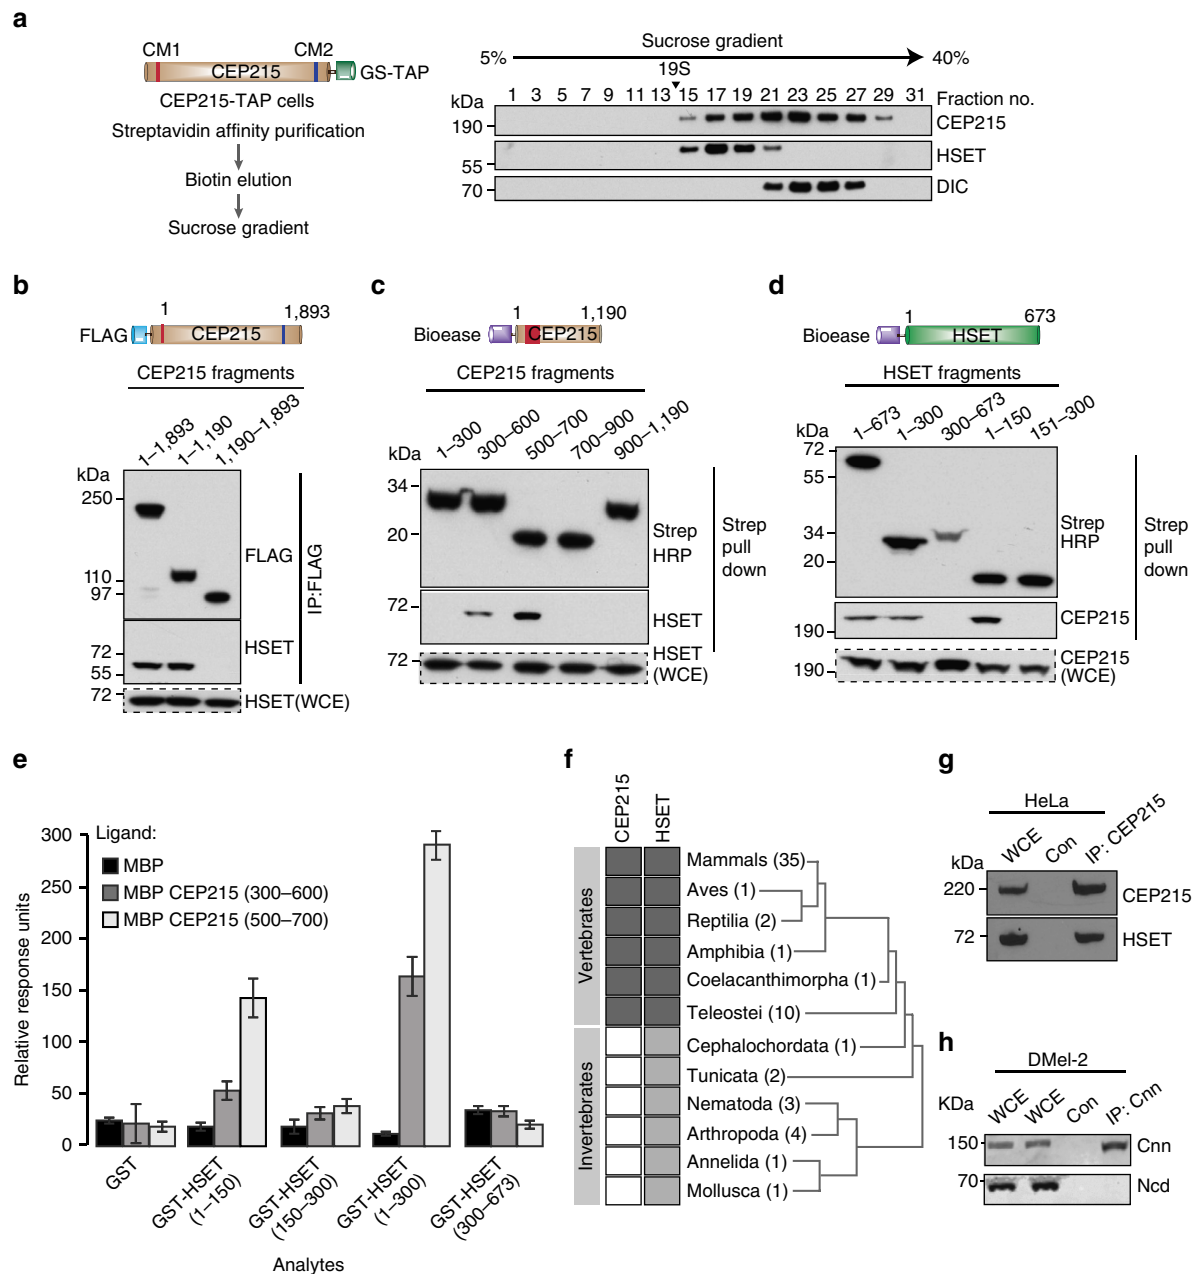 a
CM1 CM2
CEP215 GS-TAP
CEP215-TAP cells
Streptavidin affinity purification
Biotin elution
Sucrose gradient
Sucrose gradient
5% 40%
19S
kDa 1 3 5 7 9 11 13 15 17 19 21 23 25 27 29 31 Fraction no.
190 CEP215
55 HSET
70 DIC
b
1 1,893
FLAG CEP215
CEP215 fragments
1–1,893 1–1,190 1,190–1,893
kDa
250
110
97
FLAG
72
55
HSET
IP:FLAG
72 HSET(WCE)
c
1 1,190
Bioease CEP215
CEP215 fragments
1–300 300–600 500–700 700–900 900–1,190
kDa
34
20
Strep
HRP
72 HSET
Strep
pull
down
72 HSET
(WCE)
d
1 673
Bioease HSET
HSET fragments
1–673 1–300 300–673 1–150 151–300
kDa
72
55
34
20
Strep
HRP
190 CEP215
Strep
pull
down
190 CEP215
(WCE)
e
Relative response units
300
250
200
150
100
50
0
Ligand:
MBP
MBP CEP215 (300–600)
MBP CEP215 (500–700)
GST
GST-HSET
(1–150)
GST-HSET
(150–300)
GST-HSET
(1–300)
GST-HSET
(300–673)
Analytes
f
CEP215 HSET
Vertebrates
Mammals (35)
Aves (1)
Reptilia (2)
Amphibia (1)
Coelacanthimorpha (1)
Teleostei (10)
Invertebrates
Cephalochordata (1)
Tunicata (2)
Nematoda (3)
Arthropoda (4)
Annelida (1)
Mollusca (1)
g
HeLa
WCE Con IP: CEP215
kDa
220 CEP215
72 HSET
h
DMel-2
WCE WCE Con IP: Cnn
KDa
150 Cnn
70 Ncd